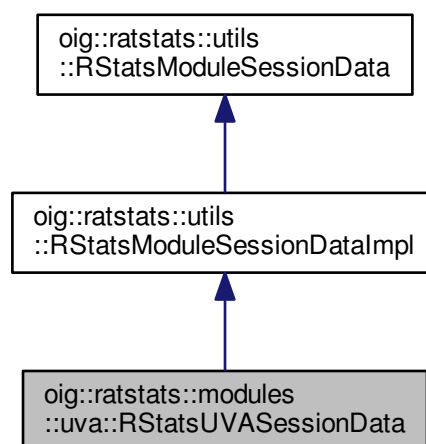 oig::ratstats::utils
::RStatsModuleSessionData
oig::ratstats::utils
::RStatsModuleSessionDataImpl
oig::ratstats::modules
::uva::RStatsUVASessionData